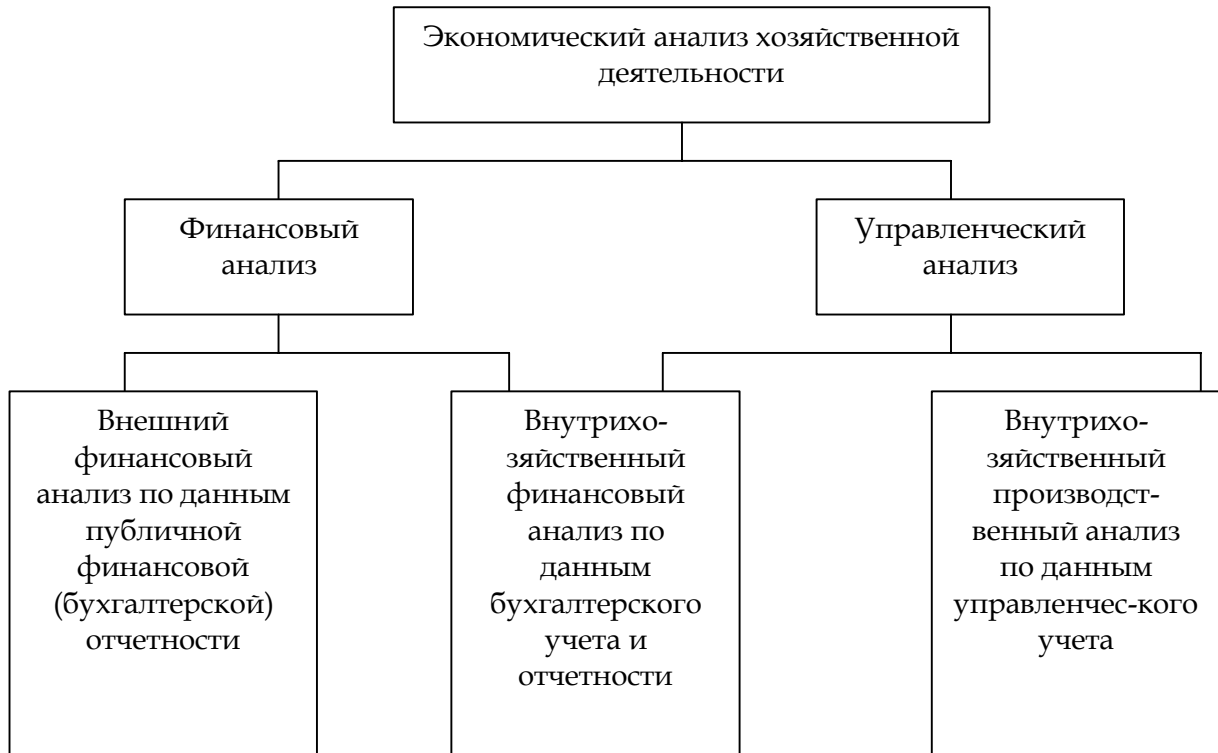 Экономический анализ хозяйственной
деятельности
Финансовый
анализ
Управленческий
анализ
Внешний
финансовый
анализ по данным
публичной
финансовой
(бухгалтерской)
отчетности
Внутрихо-
зяйственный
финансовый
анализ по
данным
бухгалтерского
учета и
отчетности
Внутрихо-
зяйственный
производст-
венный анализ
по данным
управленчес-кого
учета